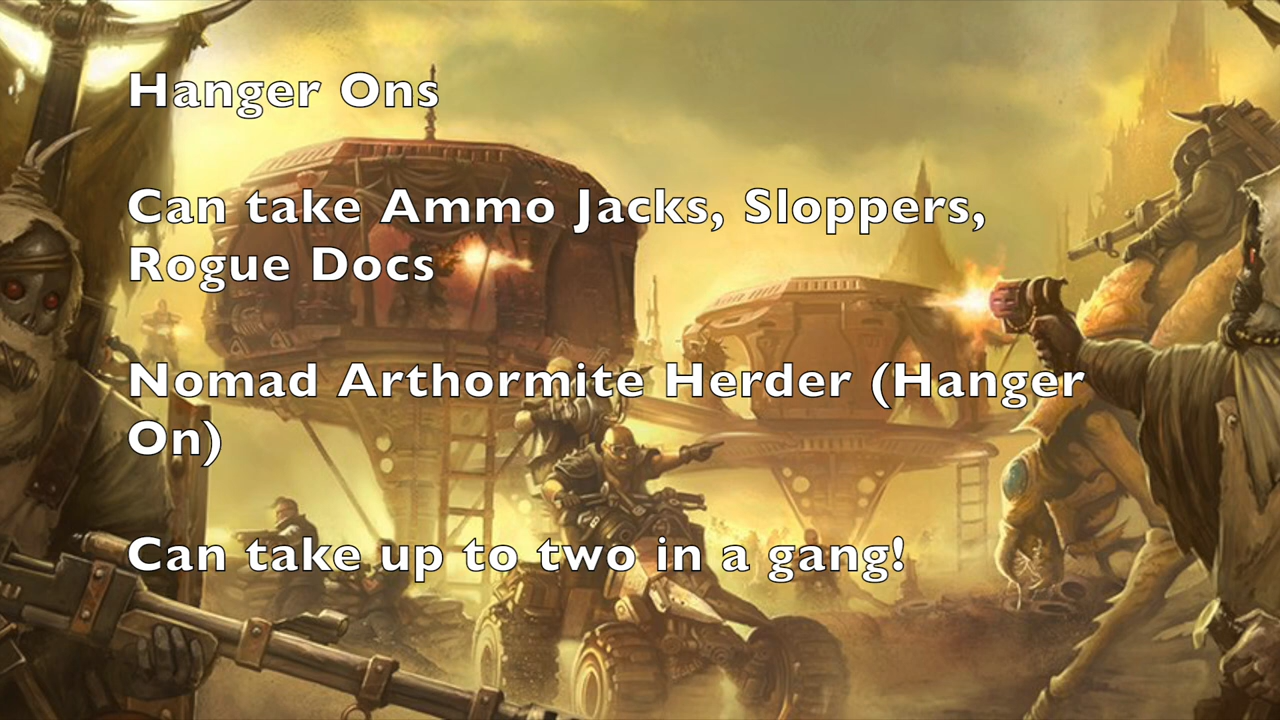 Hanger Ons
Can take Ammo Jacks, Sloppers,
Rogue Docs
Nomad Arthormite Herder (Hanger
On)
Can take up to two in a gang!